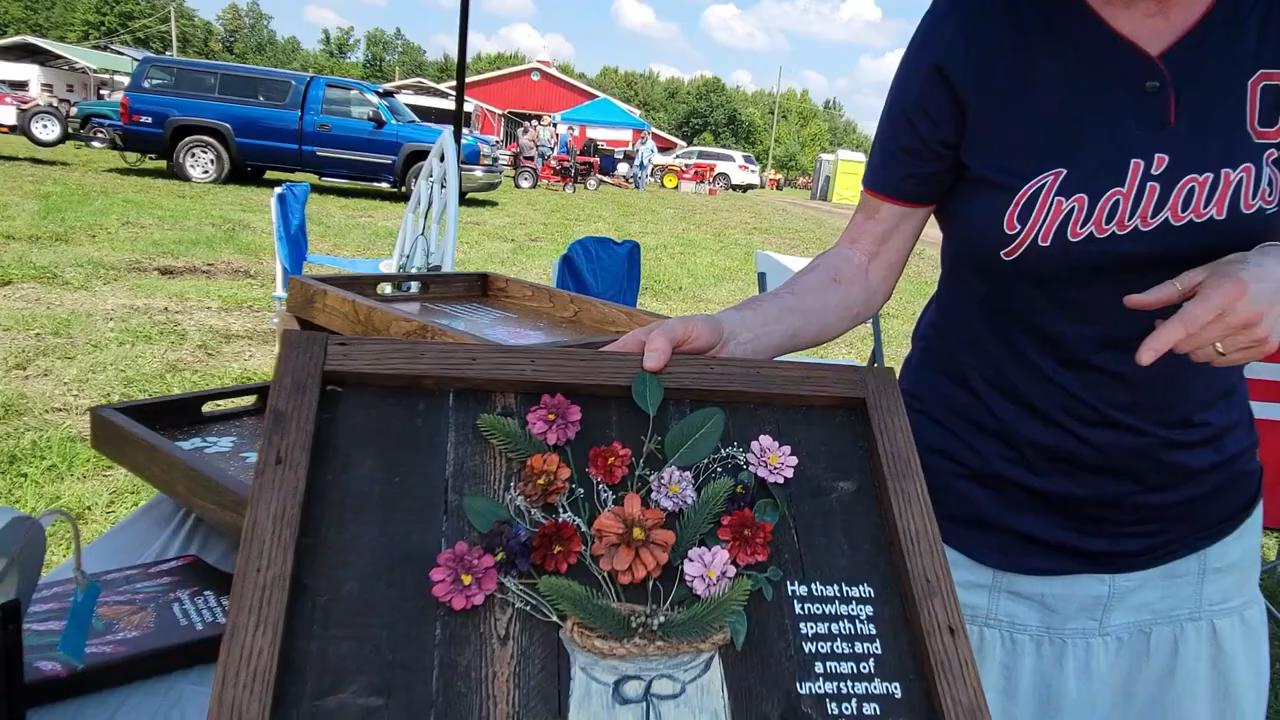 C
Indians
He that hath
knowledge
spareth his
words:and
a man of
understanding
is of an
Z71